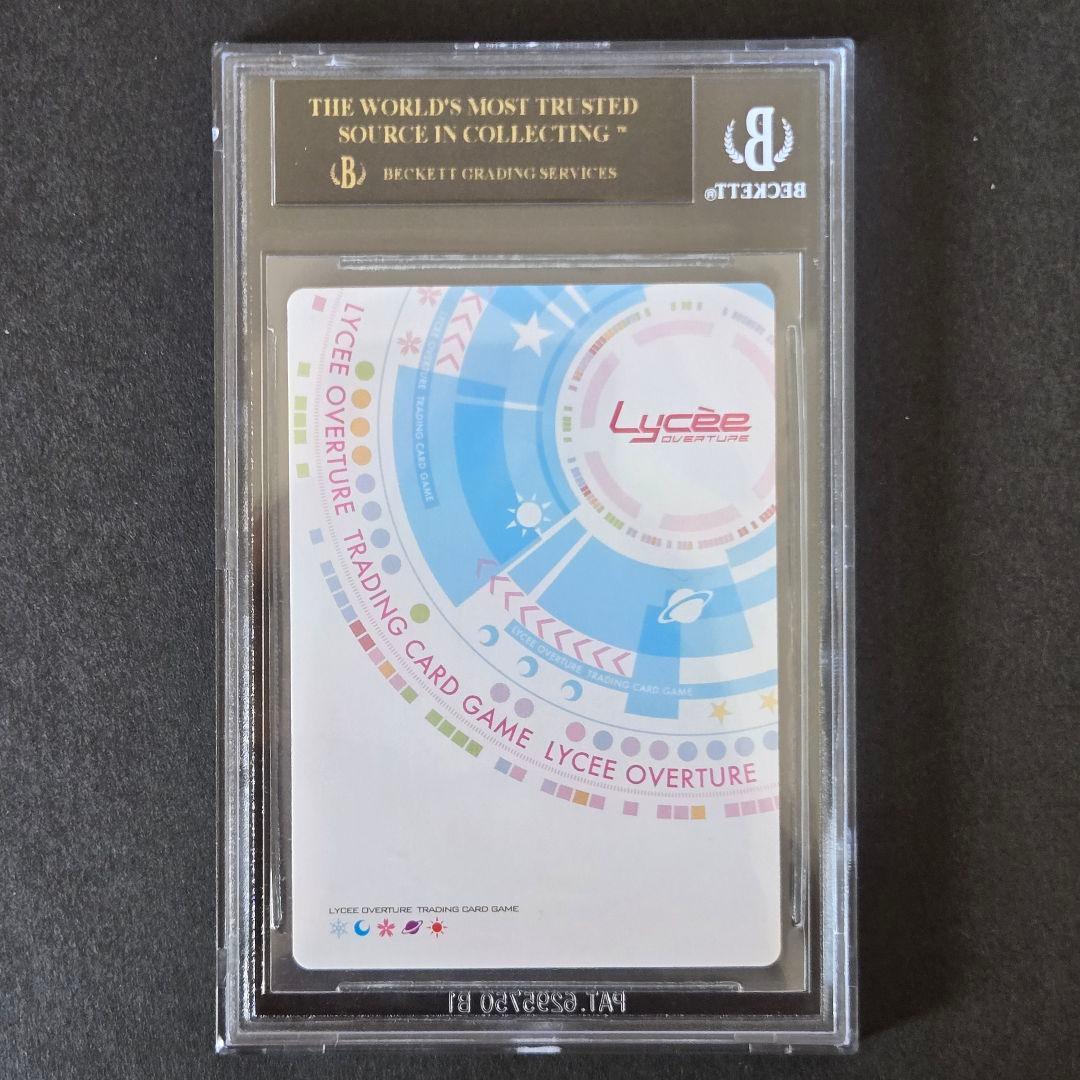 THE WORLD'S MOST TRUSTED
SOURCE IN COLLECTING ™
B BECKETT GRADING SERVICES
B
BECKETT®
LYCEE OVERTURE TRADING CARD GAME LYCEE OVERTURE
LYCEE OVERTURE TRADING CARD GAME
Lycèe
OVERTURE
LYCEE OVERTURE TRADING CARD GAME
LYCEE OVERTURE TRADING CARD GAME
PAT. 6295750 B1